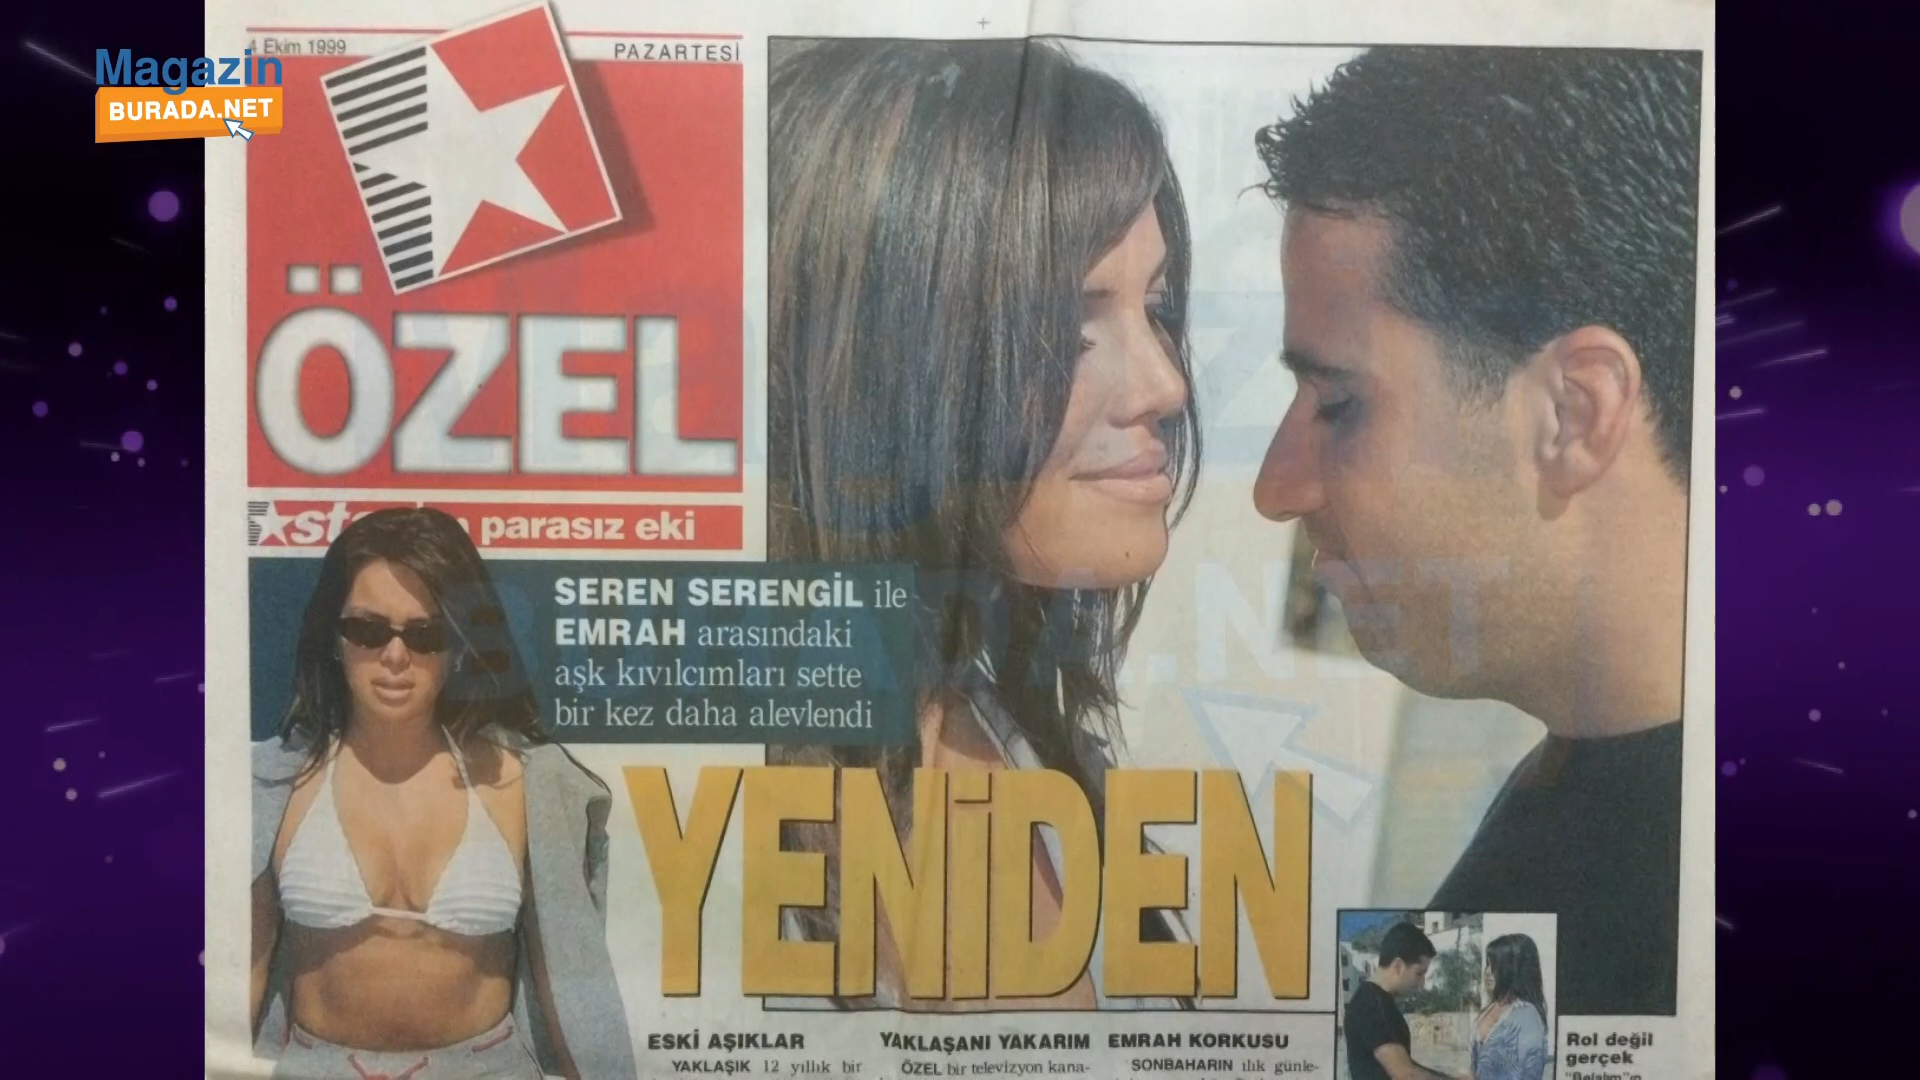 4 Ekim 1999
PAZARTESİ
Magazin
BURADA.NET
ÖZEL
parasız eki
SEREN SERENGİL ile
EMRAH arasındaki
aşk kıvılcımları sette
bir kez daha alevlendi
BURADA.NET
YENİDEN
ESKİ AŞIKLAR
YAKLAŞIK 12 yıllık bir
YAKLAŞANI YAKARIM
ÖZEL bir televizyon kana-
EMRAH KORKUSU
SONBAHARIN ılık günle-
Rol değil
gerçek